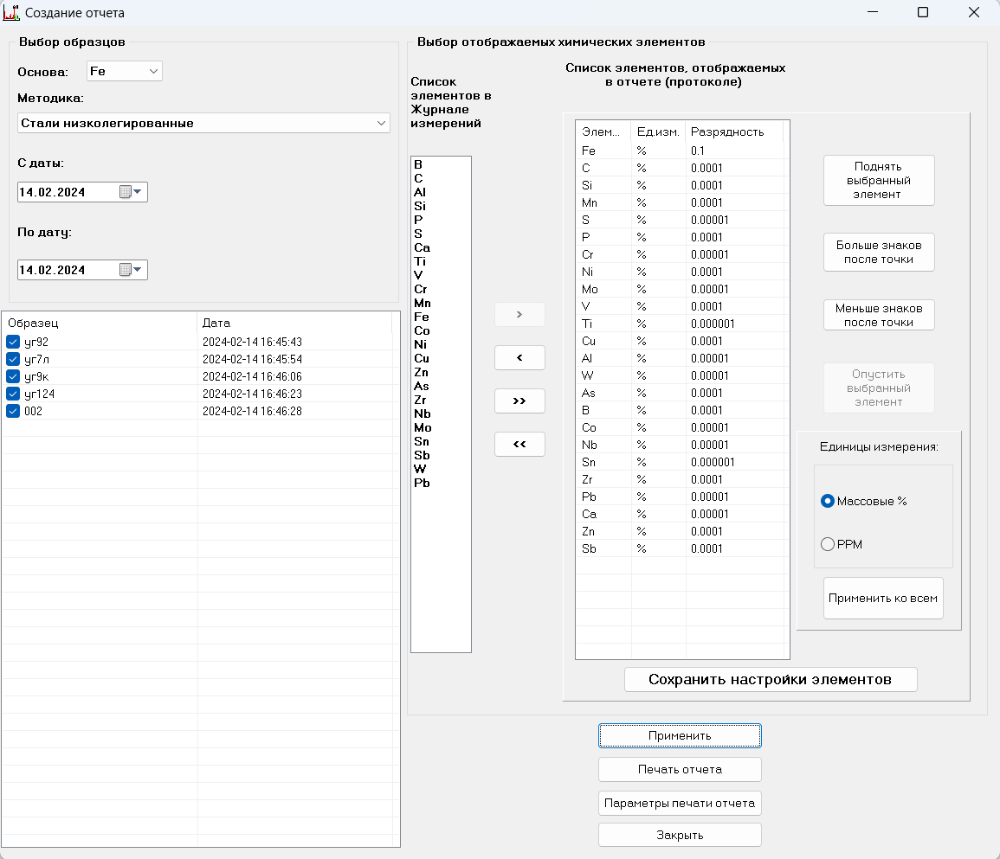 Создание отчета
Выбор образцов
Основа:
Fe
Методика:
Стали низколегированные
С даты:
14.02.2024
По дату:
14.02.2024
Образец Дата
уг92 2024-02-14 16:45:43
уг7л 2024-02-14 16:45:54
уг9к 2024-02-14 16:46:06
уг124 2024-02-14 16:46:23
002 2024-02-14 16:46:28
Выбор отображаемых химических элементов
Список
элементов в
Журнале
измерений
B
C
Al
Si
P
S
Ca
Ti
V
Cr
Mn
Fe
Co
Ni
Cu
Zn
As
Zr
Nb
Mo
Sn
Sb
W
Pb
>
<
>>
<<
Список элементов, отображаемых
в отчете (протоколе)
Элем... Ед.изм. Разрядность
Fe % 0.1
C % 0.0001
Si % 0.0001
Mn % 0.0001
S % 0.00001
P % 0.0001
Cr % 0.00001
Ni % 0.0001
Mo % 0.00001
V % 0.0001
Ti % 0.000001
Cu % 0.0001
Al % 0.00001
W % 0.00001
As % 0.0001
B % 0.0001
Co % 0.00001
Nb % 0.00001
Sn % 0.000001
Zr % 0.0001
Pb % 0.00001
Ca % 0.00001
Zn % 0.0001
Sb % 0.0001
Поднять
выбранный
элемент
Больше знаков
после точки
Меньше знаков
после точки
Опустить
выбранный
элемент
Единицы измерения:
Массовые %
PPM
Применить ко всем
Сохранить настройки элементов
Применить
Печать отчета
Параметры печати отчета
Закрыть